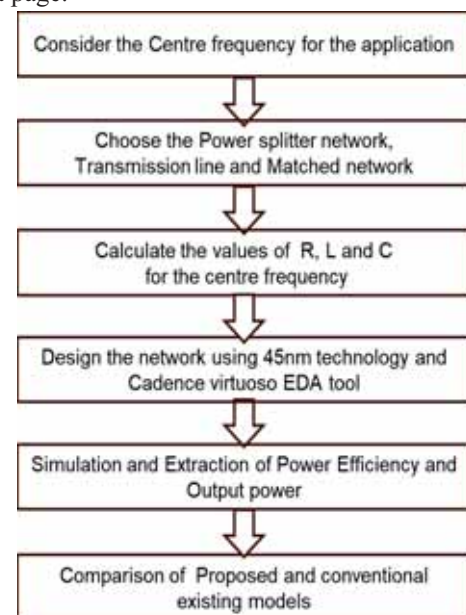 page.
Consider the Centre frequency for the application
Choose the Power splitter network,
Transmission line and Matched network
Calculate the values of R, L and C
for the centre frequency
Design the network using 45nm technology and
Cadence virtuoso EDA tool
Simulation and Extraction of Power Efficiency and
Output power
Comparison of Proposed and conventional
existing models